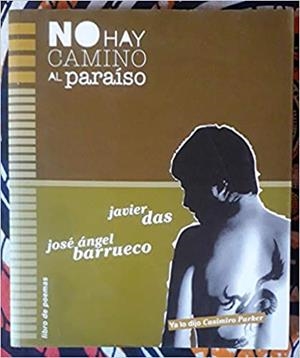 NO HAY
CAMINO
AL paraíso
javier
das
josé ángel
barrueco
Ya lo dijo Casimiro Parker
libro de poemas